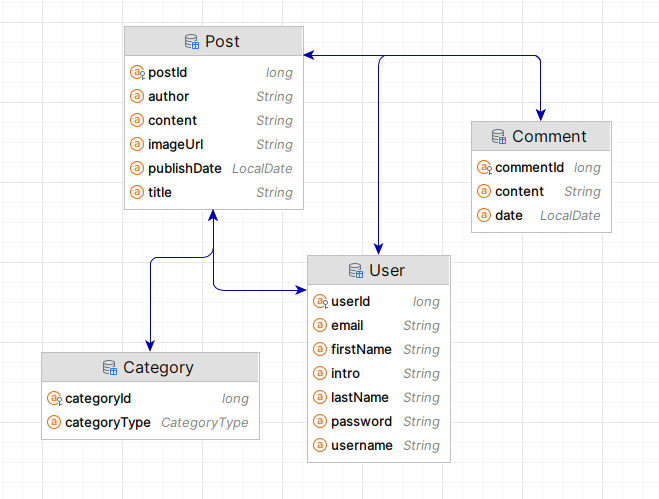 Post
postId long
author String
content String
imageUrl String
publishDate LocalDate
title String
Comment
commentId long
content String
date LocalDate
User
userId long
email String
firstName String
intro String
lastName String
password String
username String
Category
categoryId long
categoryType CategoryType